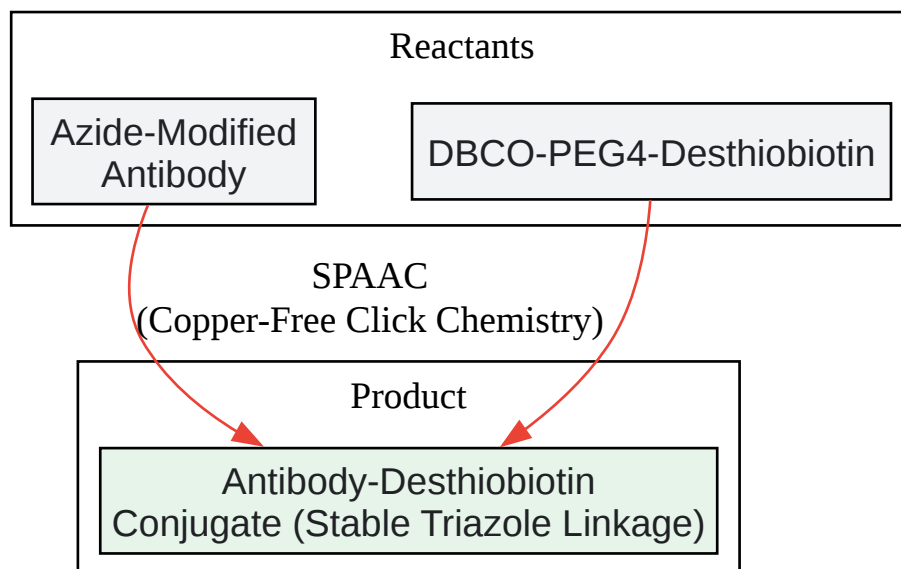 Reactants
Azide-Modified
Antibody
DBCO-PEG4-Desthiobiotin
SPAAC
(Copper-Free Click Chemistry)
Product
Antibody-Desthiobiotin
Conjugate (Stable Triazole Linkage)